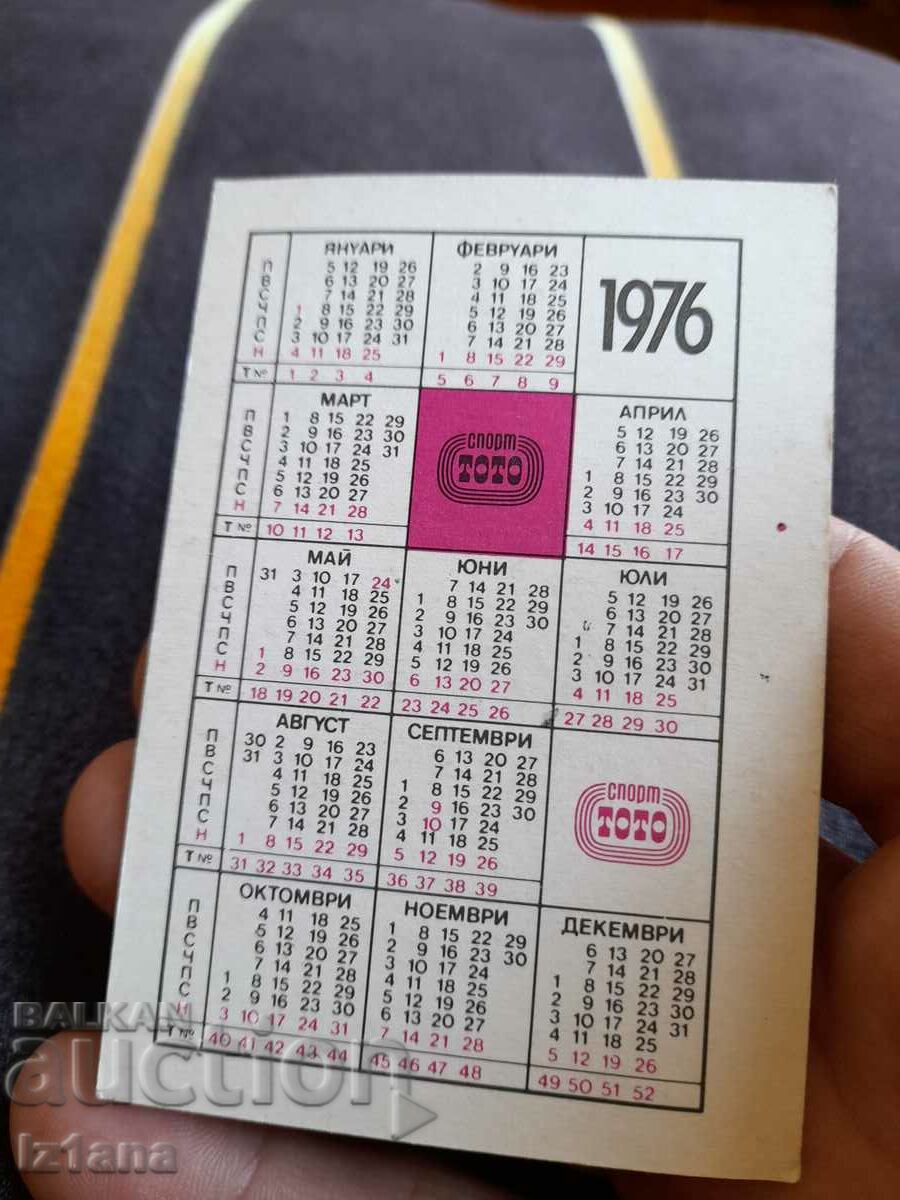 ЯНУАРИ
П 5 12 19 26
В 6 13 20 27
С 7 14 21 28
Ч 1 8 15 22 29
П 2 9 16 23 30
С 3 10 17 24 31
Н 4 11 18 25
Т № 1 2 3 4
ФЕВРУАРИ
2 9 16 23
3 10 17 24
4 11 18 25
5 12 19 26
6 13 20 27
7 14 21 28
1 8 15 22 29
5 6 7 8 9
1976
МАРТ
П 1 8 15 22 29
В 2 9 16 23 30
С 3 10 17 24 31
Ч 4 11 18 25
П 5 12 19 26
С 6 13 20 27
Н 7 14 21 28
Т № 10 11 12 13
спорт
ТОТО
АПРИЛ
5 12 19 26
6 13 20 27
7 14 21 28
1 8 15 22 29
2 9 16 23 30
3 10 17 24
4 11 18 25
14 15 16 17
МАЙ
П 31 3 10 17 24
В 4 11 18 25
С 5 12 19 26
Ч 6 13 20 27
П 7 14 21 28
С 1 8 15 22 29
Н 2 9 16 23 30
Т № 18 19 20 21 22
ЮНИ
7 14 21 28
1 8 15 22 29
2 9 16 23 30
3 10 17 24
4 11 18 25
5 12 19 26
6 13 20 27
23 24 25 26
ЮЛИ
5 12 19 26
6 13 20 27
7 14 21 28
1 8 15 22 29
2 9 16 23 30
3 10 17 24 31
4 11 18 25
27 28 29 30
АВГУСТ
П 30 2 9 16 23
В 31 3 10 17 24
С 4 11 18 25
Ч 5 12 19 26
П 6 13 20 27
С 7 14 21 28
Н 1 8 15 22 29
Т № 31 32 33 34 35
СЕПТЕМВРИ
6 13 20 27
7 14 21 28
1 8 15 22 29
2 9 16 23 30
3 10 17 24
4 11 18 25
5 12 19 26
36 37 38 39
спорт
ТОТО
ОКТОМВРИ
П 4 11 18 25
В 5 12 19 26
С 6 13 20 27
Ч 7 14 21 28
П 1 8 15 22 29
С 2 9 16 23 30
Н 3 10 17 24 31
Т № 40 41 42 43 44
НОЕМВРИ
1 8 15 22 29
2 9 16 23 30
3 10 17 24
4 11 18 25
5 12 19 26
6 13 20 27
7 14 21 28
45 46 47 48
ДЕКЕМВРИ
6 13 20 27
7 14 21 28
1 8 15 22 29
2 9 16 23 30
3 10 17 24 31
4 11 18 25
5 12 19 26
49 50 51 52
BALKAN
auction
Iz1ana